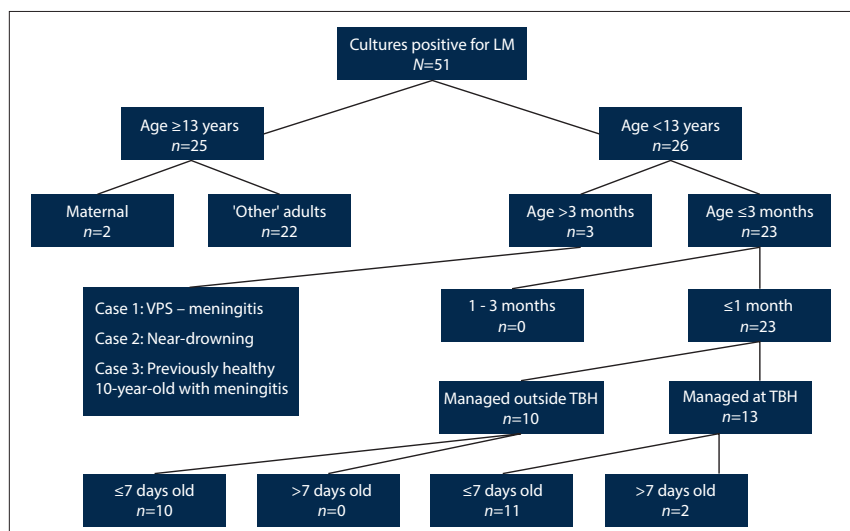 Cultures positive for LM
N=51
Age ≥13 years
n=25
Age <13 years
n=26
Maternal
n=2
'Other' adults
n=22
Age >3 months
n=3
Age ≤3 months
n=23
Case 1: VPS – meningitis
Case 2: Near-drowning
Case 3: Previously healthy
10-year-old with meningitis
1 - 3 months
n=0
≤1 month
n=23
Managed outside TBH
n=10
Managed at TBH
n=13
≤7 days old
n=10
>7 days old
n=0
≤7 days old
n=11
>7 days old
n=2